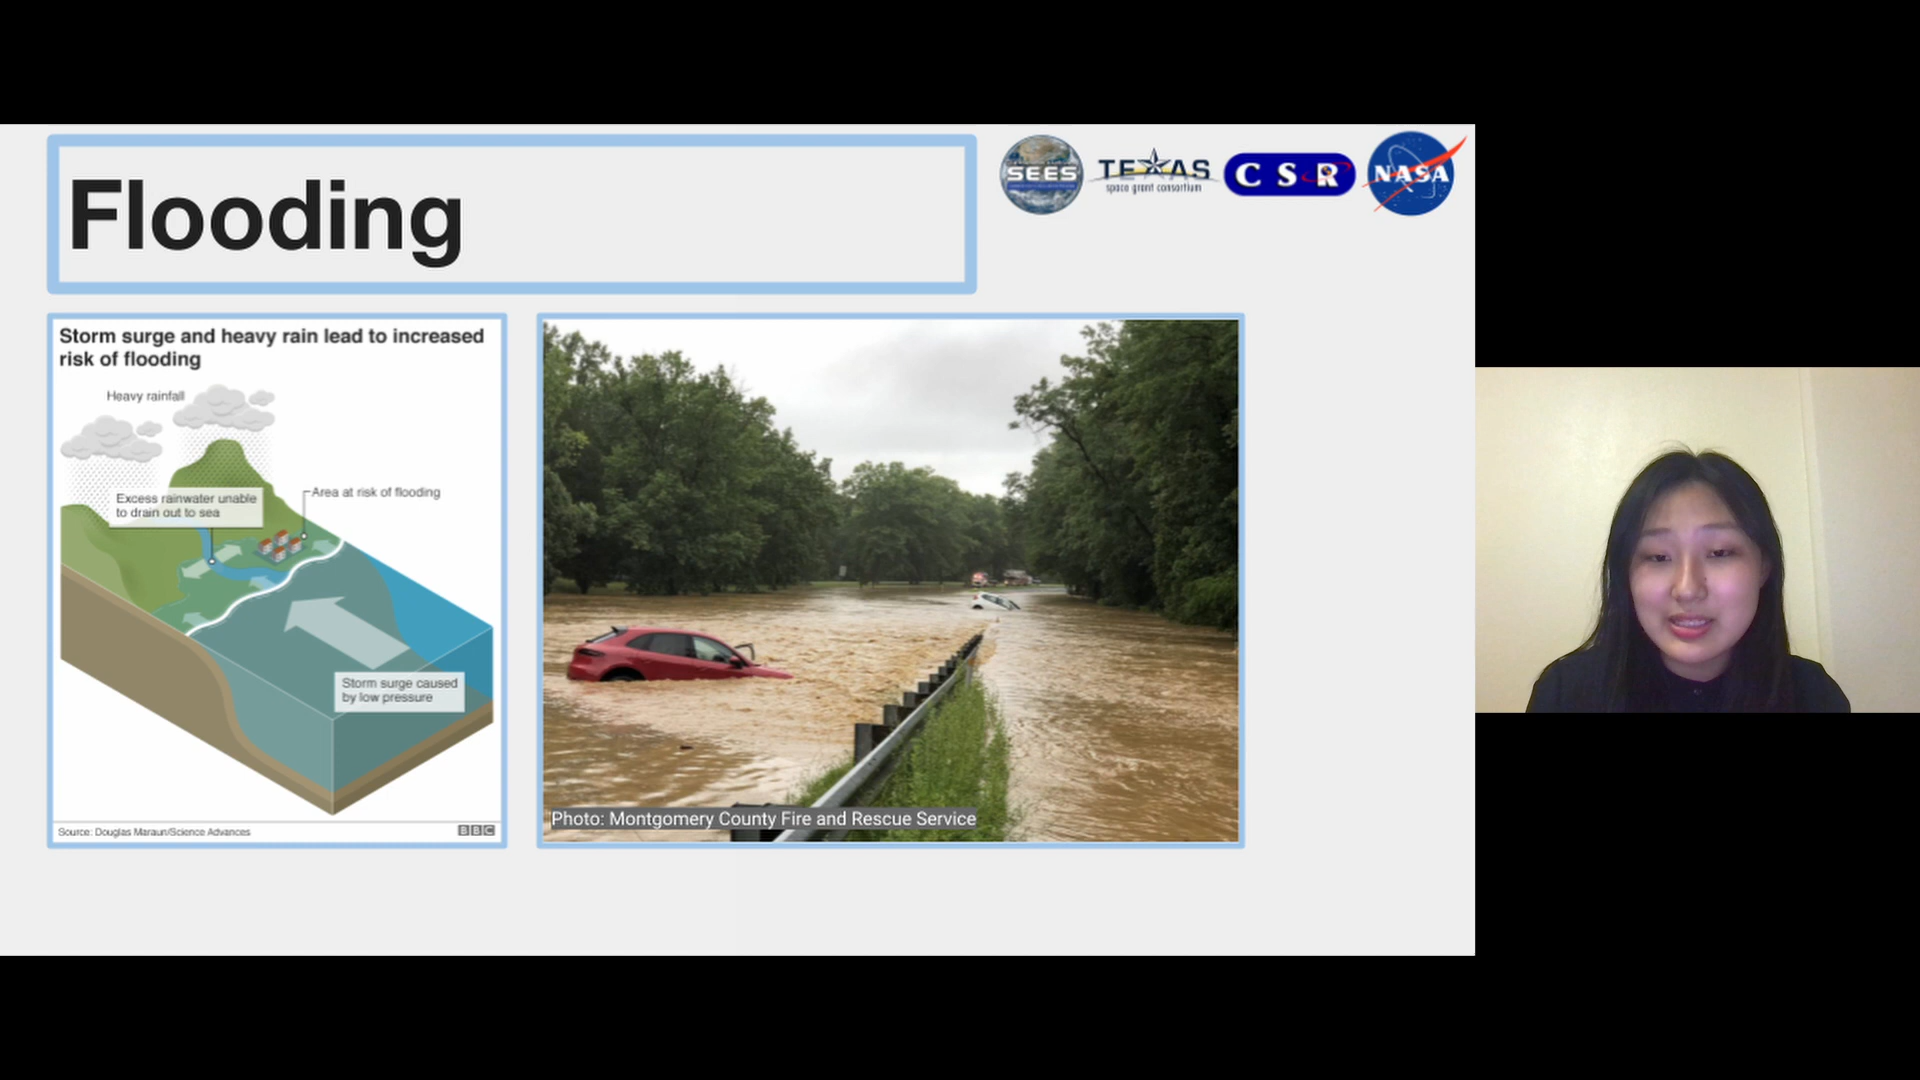 Flooding
SEES
TEXAS
space grant consortium
CSR
NASA
Storm surge and heavy rain lead to increased
risk of flooding
Heavy rainfall
Excess rainwater unable
to drain out to sea
Area at risk of flooding
Storm surge caused
by low pressure
Source: Douglas Maraun/Science Advances
BBC
Photo: Montgomery County Fire and Rescue Service